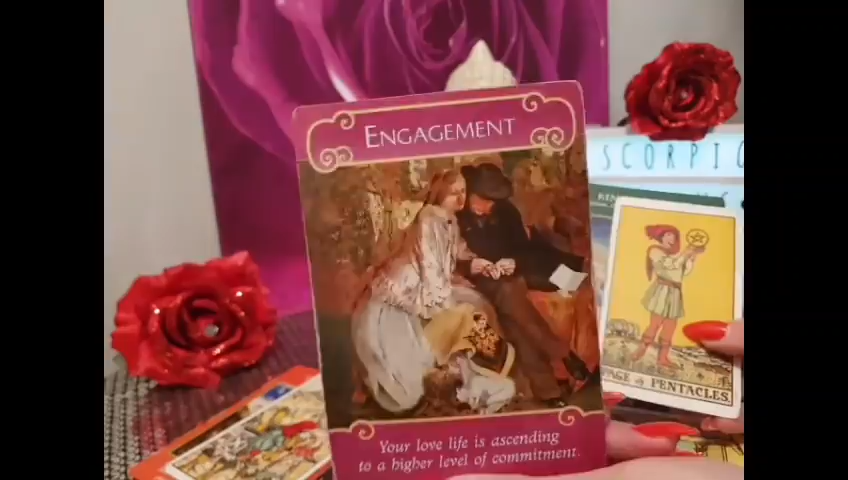 ENGAGEMENT
SCORPIO
PAGE of PENTACLES.
Your love life is ascending
to a higher level of commitment.